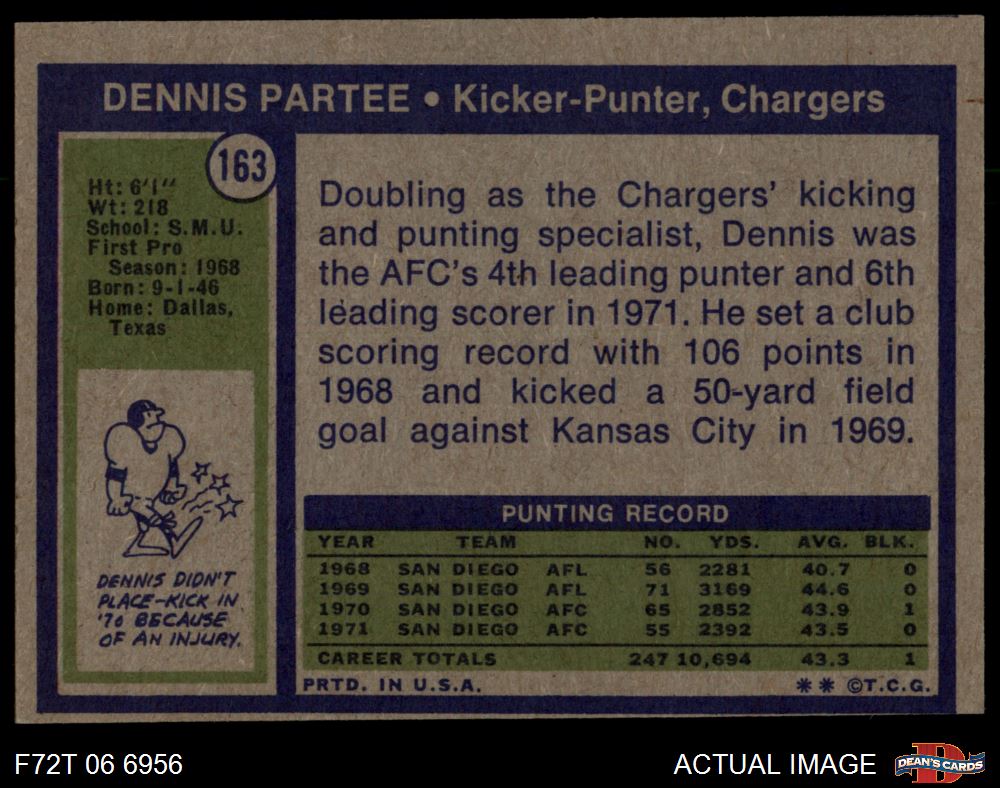 DENNIS PARTEE • Kicker-Punter, Chargers
163
Ht: 6'1"
Wt: 218
School: S.M.U.
First Pro
Season: 1968
Born: 9-1-46
Home: Dallas,
Texas
DENNIS DIDN'T
PLACE-KICK IN
'70 BECAUSE
OF AN INJURY.
Doubling as the Chargers' kicking
and punting specialist, Dennis was
the AFC's 4th leading punter and 6th
leading scorer in 1971. He set a club
scoring record with 106 points in
1968 and kicked a 50-yard field
goal against Kansas City in 1969.
PUNTING RECORD
YEAR TEAM NO. YDS. AVG. BLK.
1968 SAN DIEGO AFL 56 2281 40.7 0
1969 SAN DIEGO AFL 71 3169 44.6 0
1970 SAN DIEGO AFC 65 2852 43.9 1
1971 SAN DIEGO AFC 55 2392 43.5 0
CAREER TOTALS 247 10,694 43.3 1
PRTD. IN U.S.A. ** ©T.C.G.
F72T 06 6956 ACTUAL IMAGE DEAN'S CARDS